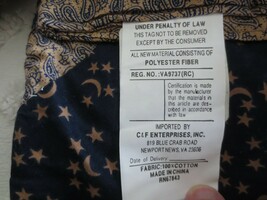 UNDER PENALTY OF LAW
THIS TAG NOT TO BE REMOVED
EXCEPT BY THE CONSUMER
ALL NEW MATERIAL CONSISTING OF
POLYESTER FIBER
REG. NO.:VA9737(RC)
Certification is made
by the manufacturer
that the materials in
this article are des-
cribed in accordance
with law.
IMPORTED BY
C&F ENTERPRISES, INC.
819 BLUE CRAB ROAD
NEWPORT NEWS, VA 23606
Date of Delivery
FABRIC:100%COTTON
MADE IN CHINA
RN67643